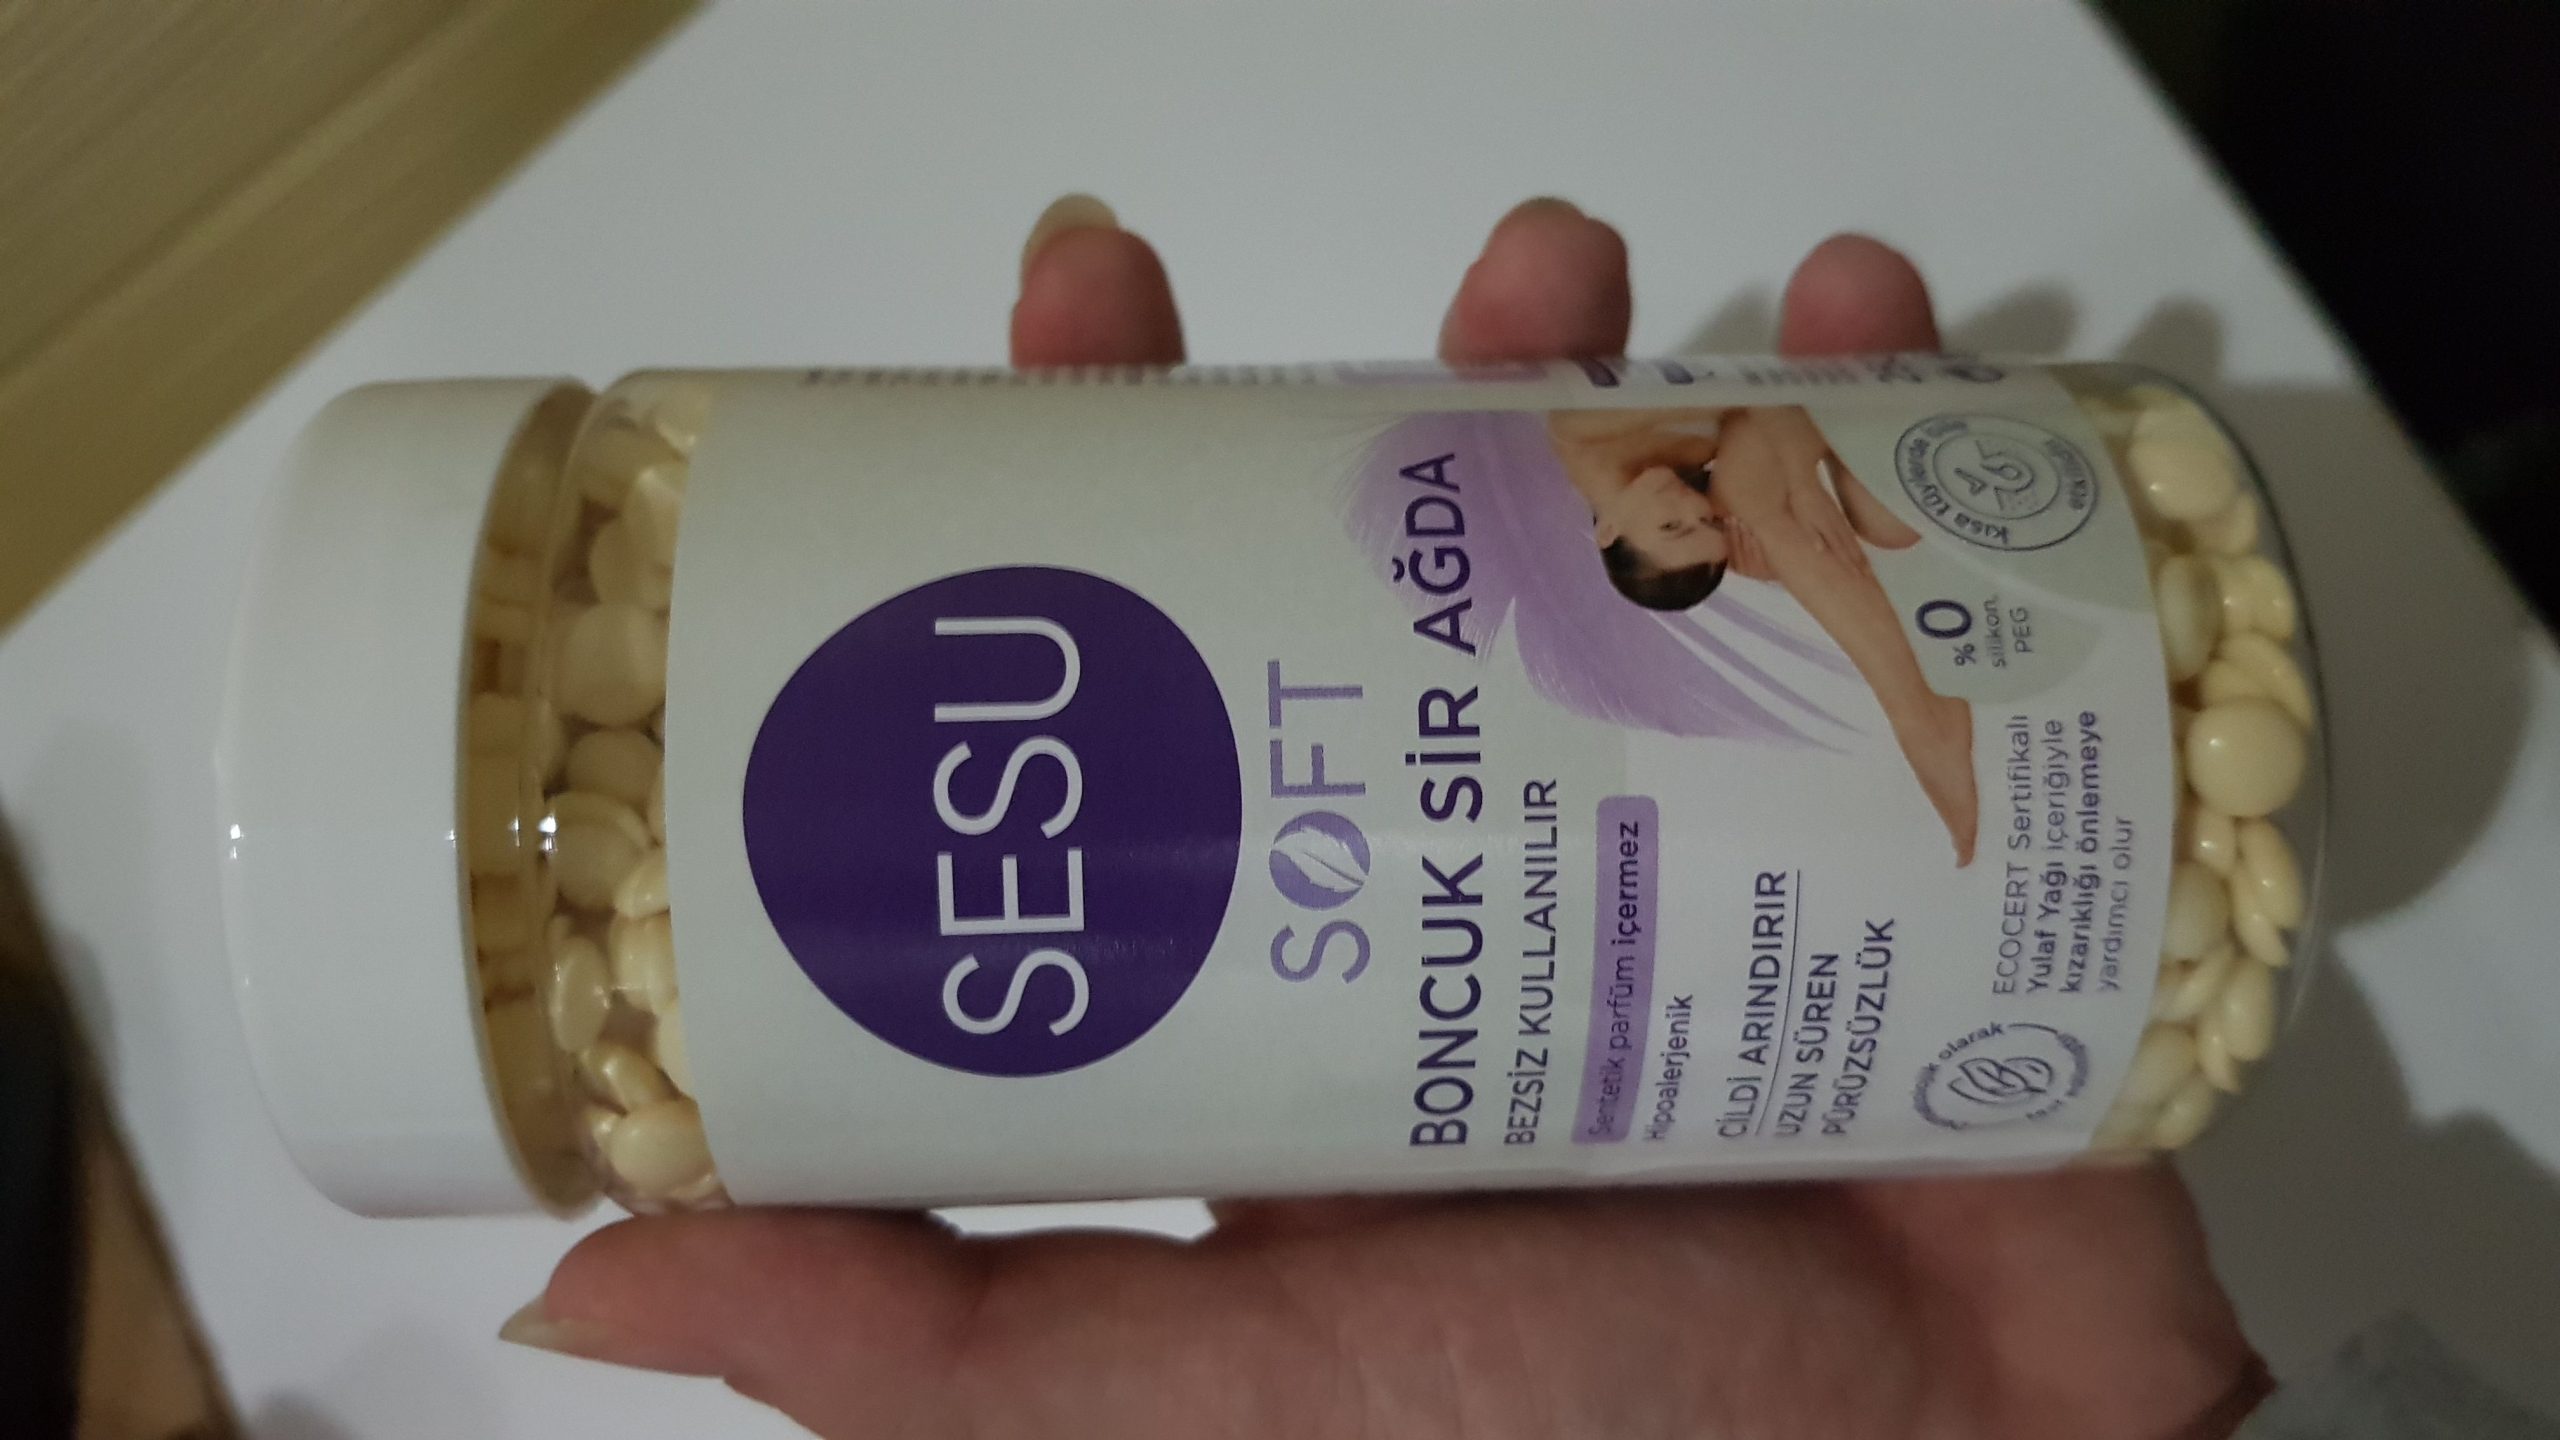 SESU
SOFT
BONCUK SİR AĞDA
BEZSİZ KULLANILIR
Sentetik parfüm içermez
Hipoalerjenik
CİLDİ ARINDIRIR
UZUN SÜREN
PÜRÜZSÜZLÜK
ECOCERT Sertifikalı
Yulaf Yağı içeriğiyle
kızarıklığı önlemeye
yardımcı olur
%0
silikon,
PEG
Kısa tüylerde bile
olarak